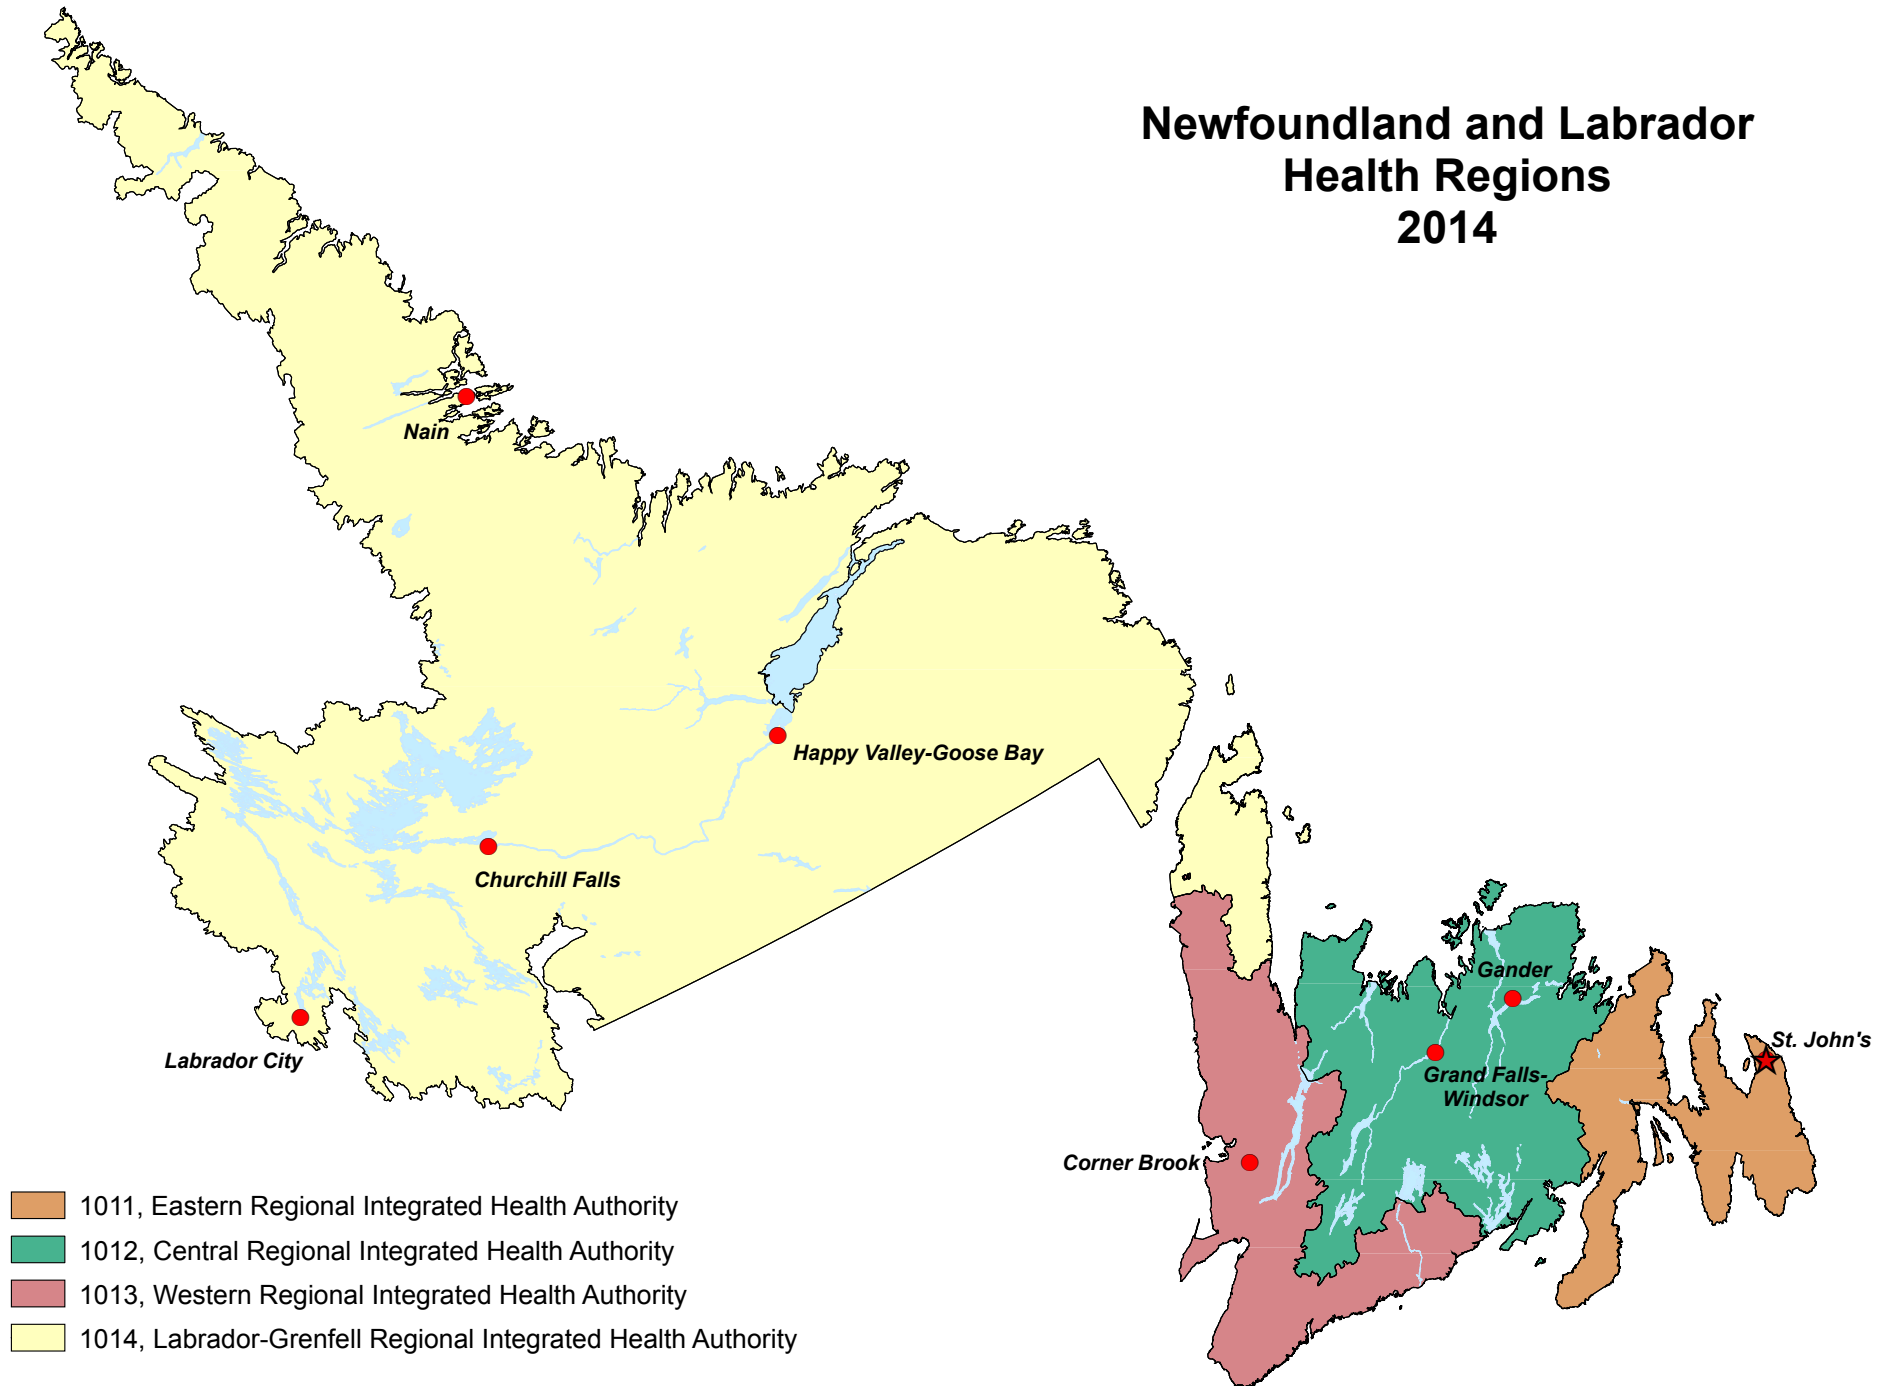 Newfoundland and Labrador
Health Regions
2014
Nain
Happy Valley-Goose Bay
Churchill Falls
Labrador City
Gander
St. John's
Grand Falls-
Windsor
Corner Brook
1011, Eastern Regional Integrated Health Authority
1012, Central Regional Integrated Health Authority
1013, Western Regional Integrated Health Authority
1014, Labrador-Grenfell Regional Integrated Health Authority